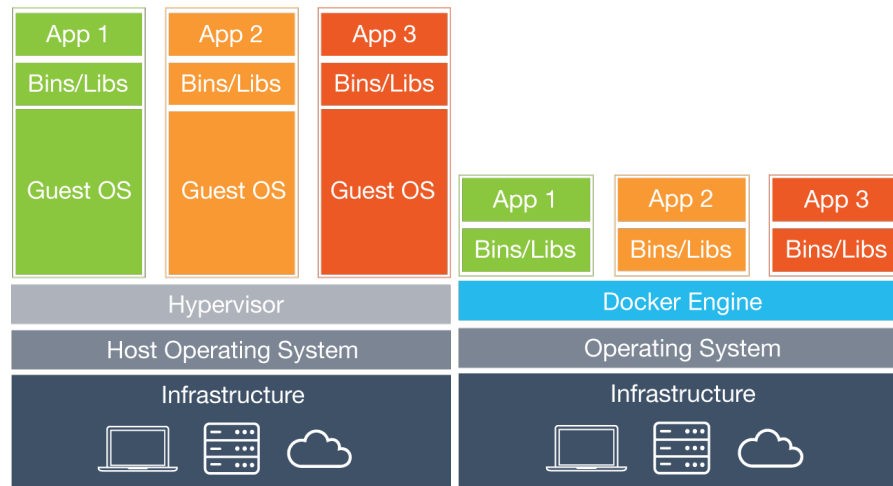 App 1
App 2
App 3
Bins/Libs
Bins/Libs
Bins/Libs
Guest OS
Guest OS
Guest OS
Hypervisor
Host Operating System
Infrastructure
App 1
App 2
App 3
Bins/Libs
Bins/Libs
Bins/Libs
Docker Engine
Operating System
Infrastructure